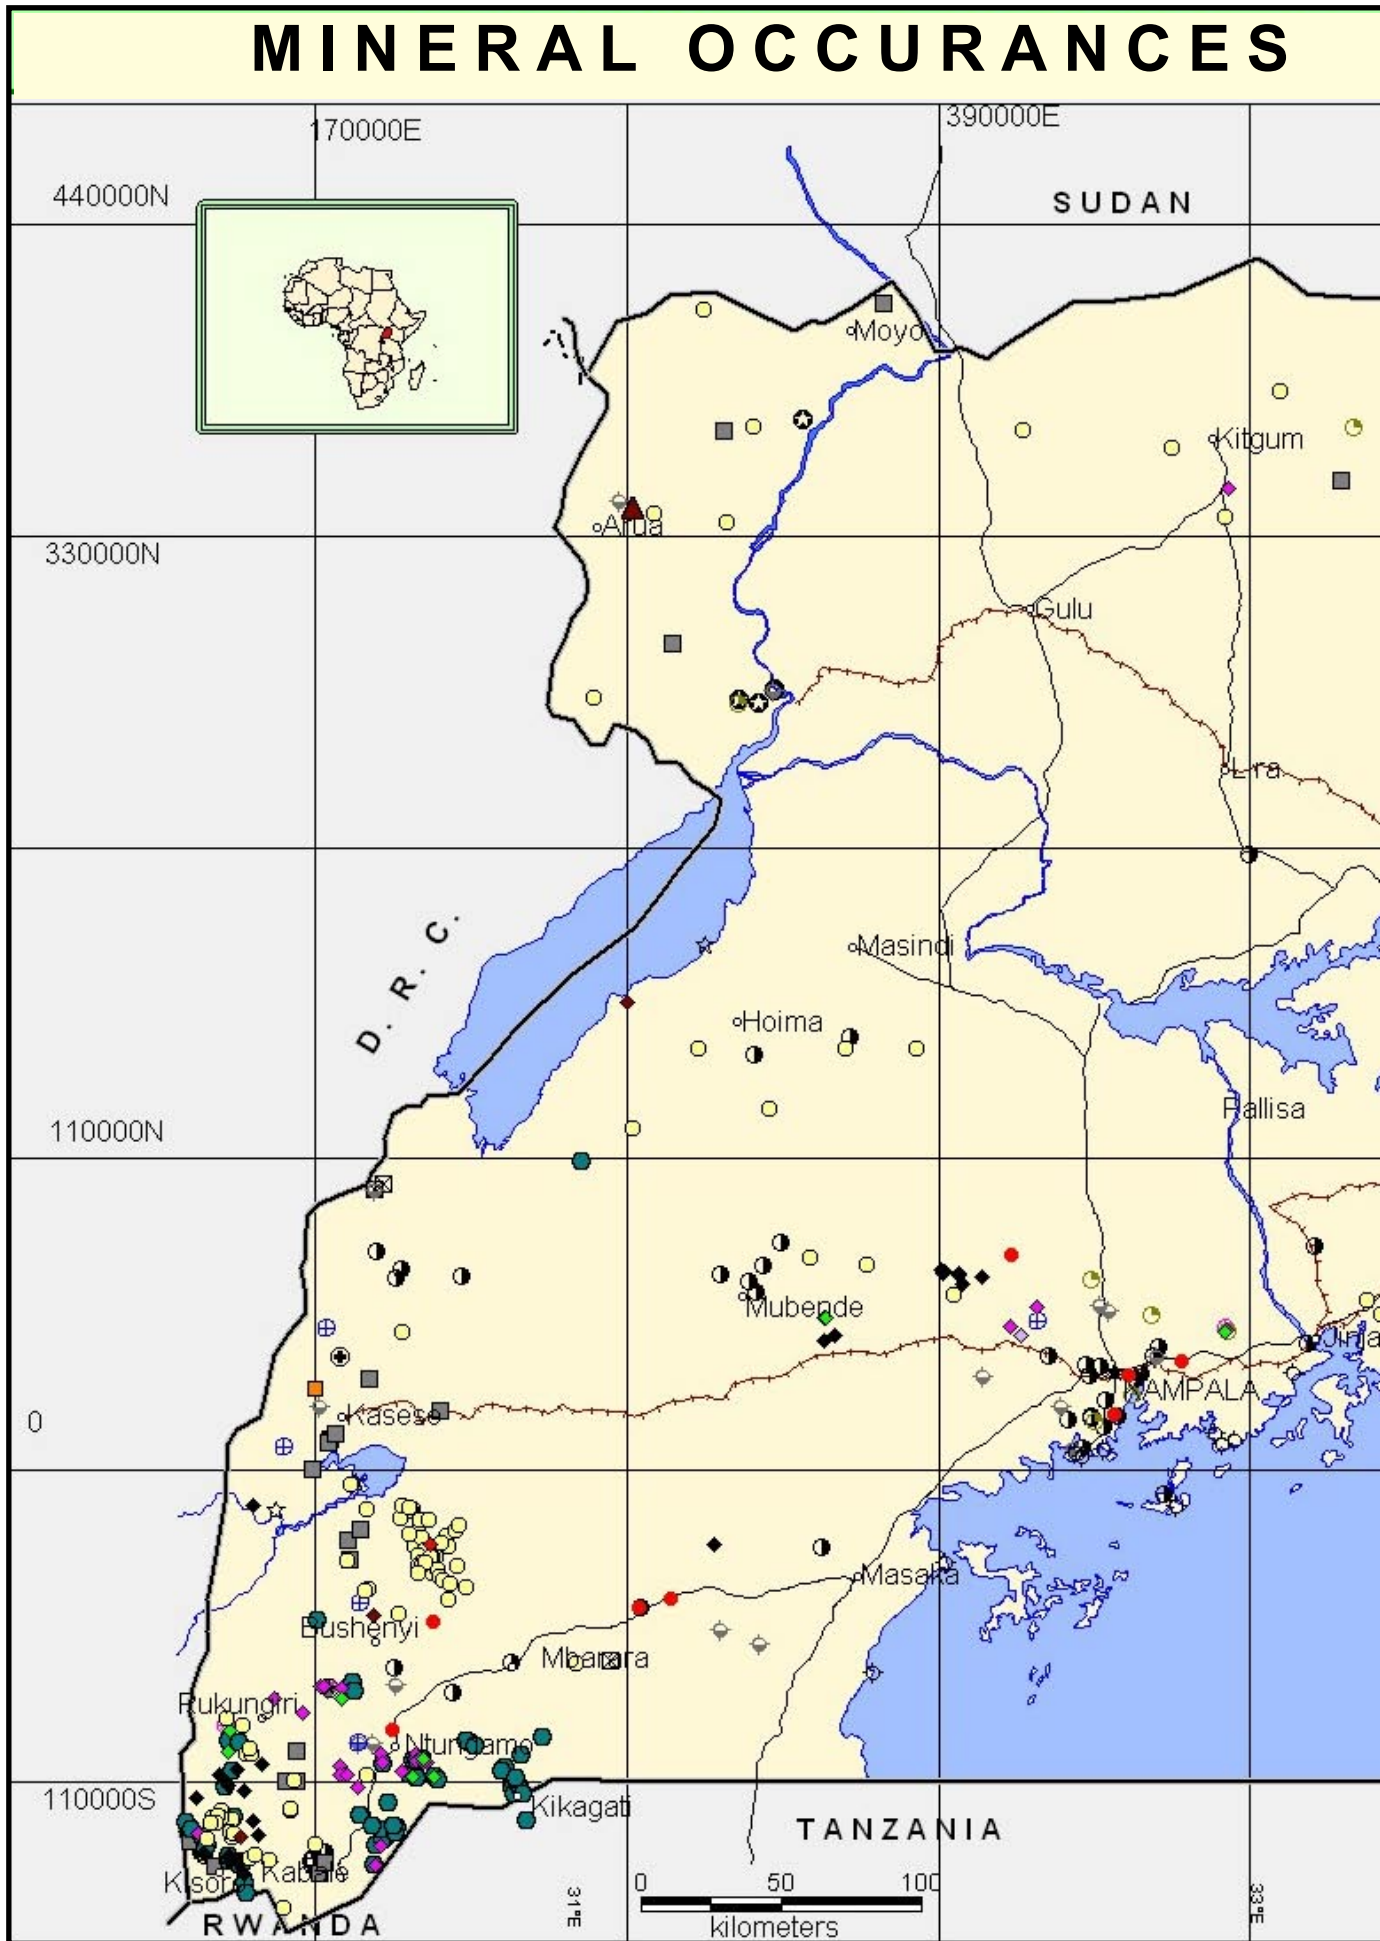 MINERAL OCCURANCES
170000E
390000E
440000N
SUDAN
Moyo
Kitgum
Arua
330000N
Gulu
Lira
D. R. C.
Masindi
Hoima
Pallisa
110000N
Mubende
Jinja
KAMPALA
0
Kasese
Masaka
Bushenyi
Mbarara
Rukungiri
Ntungamo
110000S
Kikagati
TANZANIA
Kisoro
Kabale
31°E
0 50 100
33°E
kilometers
RWANDA